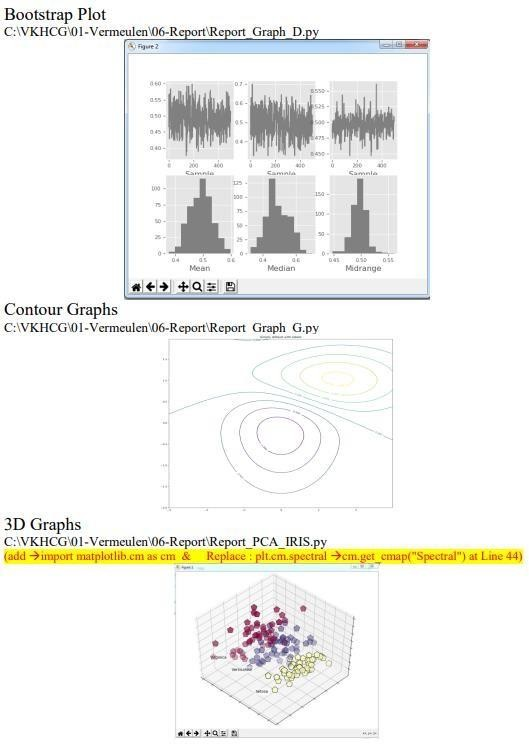 Bootstrap Plot
C:\VKHCG\01-Vermeulen\06-Report\Report_Graph_D.py
Figure 2
0.60 0.7 0.550
0.55 0.6 0.525
0.50 0.5 0.500
0.45 0.475
0.40 0.4 0.450
0 200 400 0 200 400 0 200 400
Sample Sample Sample
100 125 150
75 100
50 75 100
25 50 50
0 25 0
0
0.4 0.5 0.6 0.4 0.6 0.45 0.50 0.55
Mean Median Midrange
Contour Graphs
C:\VKHCG\01-Vermeulen\06-Report\Report_Graph_G.py
3D Graphs
C:\VKHCG\01-Vermeulen\06-Report\Report_PCA_IRIS.py
(add →import matplotlib.cm as cm & Replace : plt.cm.spectral →cm.get_cmap("Spectral") at Line 44)
Figure 1
Virginica
Versicolour
Setosa